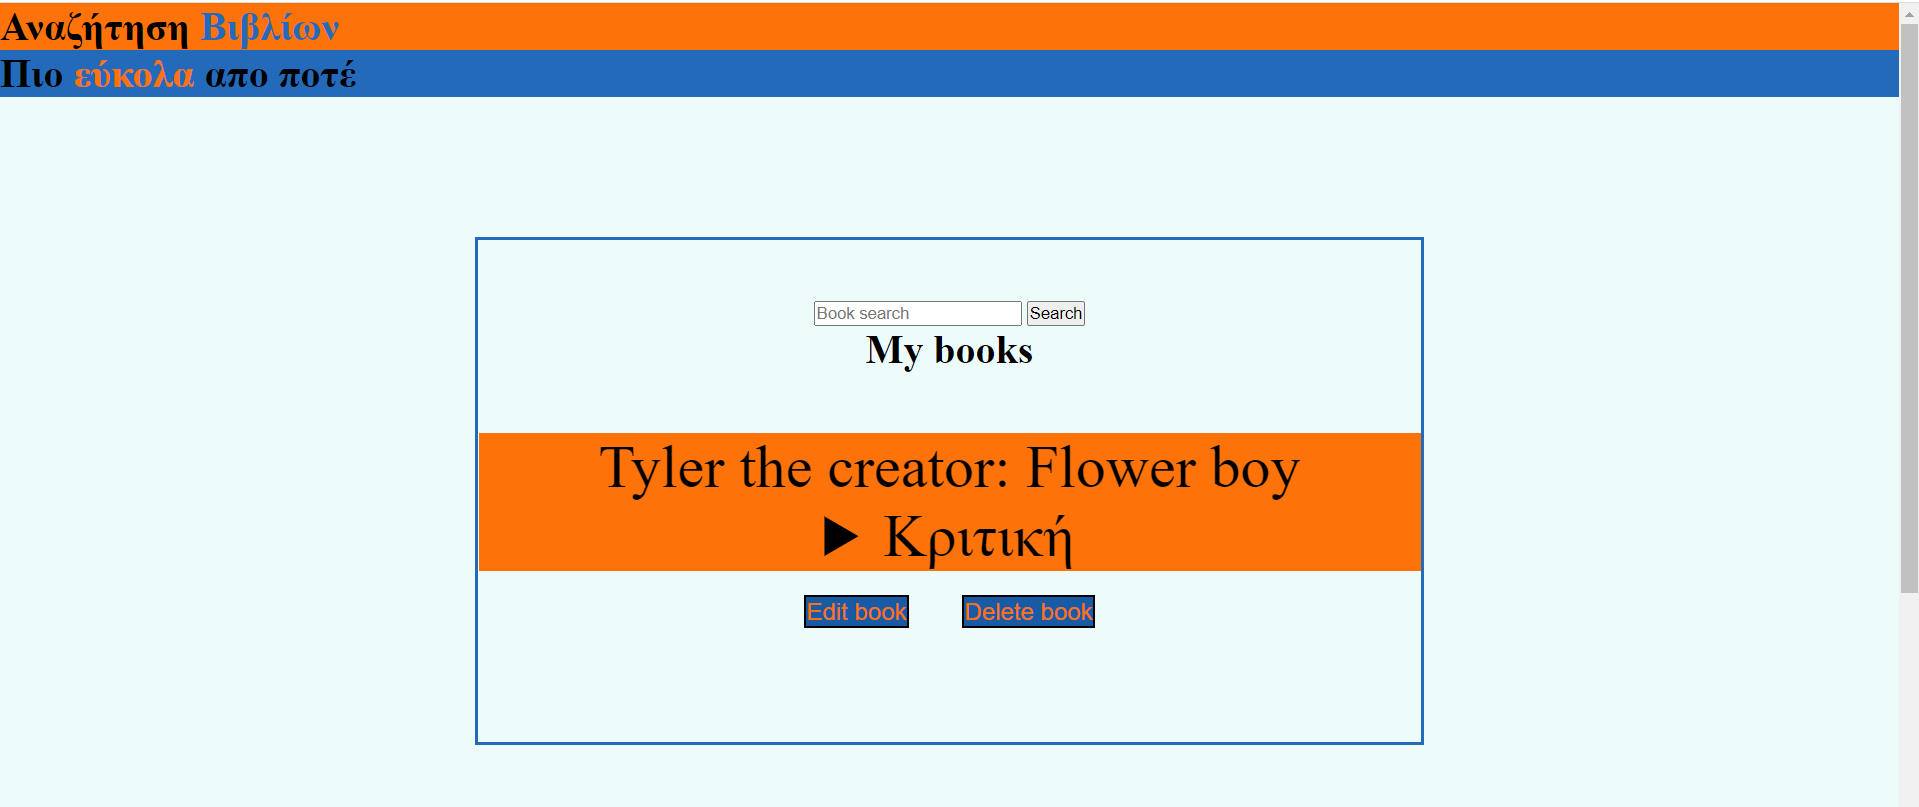 Αναζήτηση Βιβλίων
Πιο εύκολα απο ποτέ
Book search Search
My books
Tyler the creator: Flower boy
▶ Κριτική
Edit book Delete book